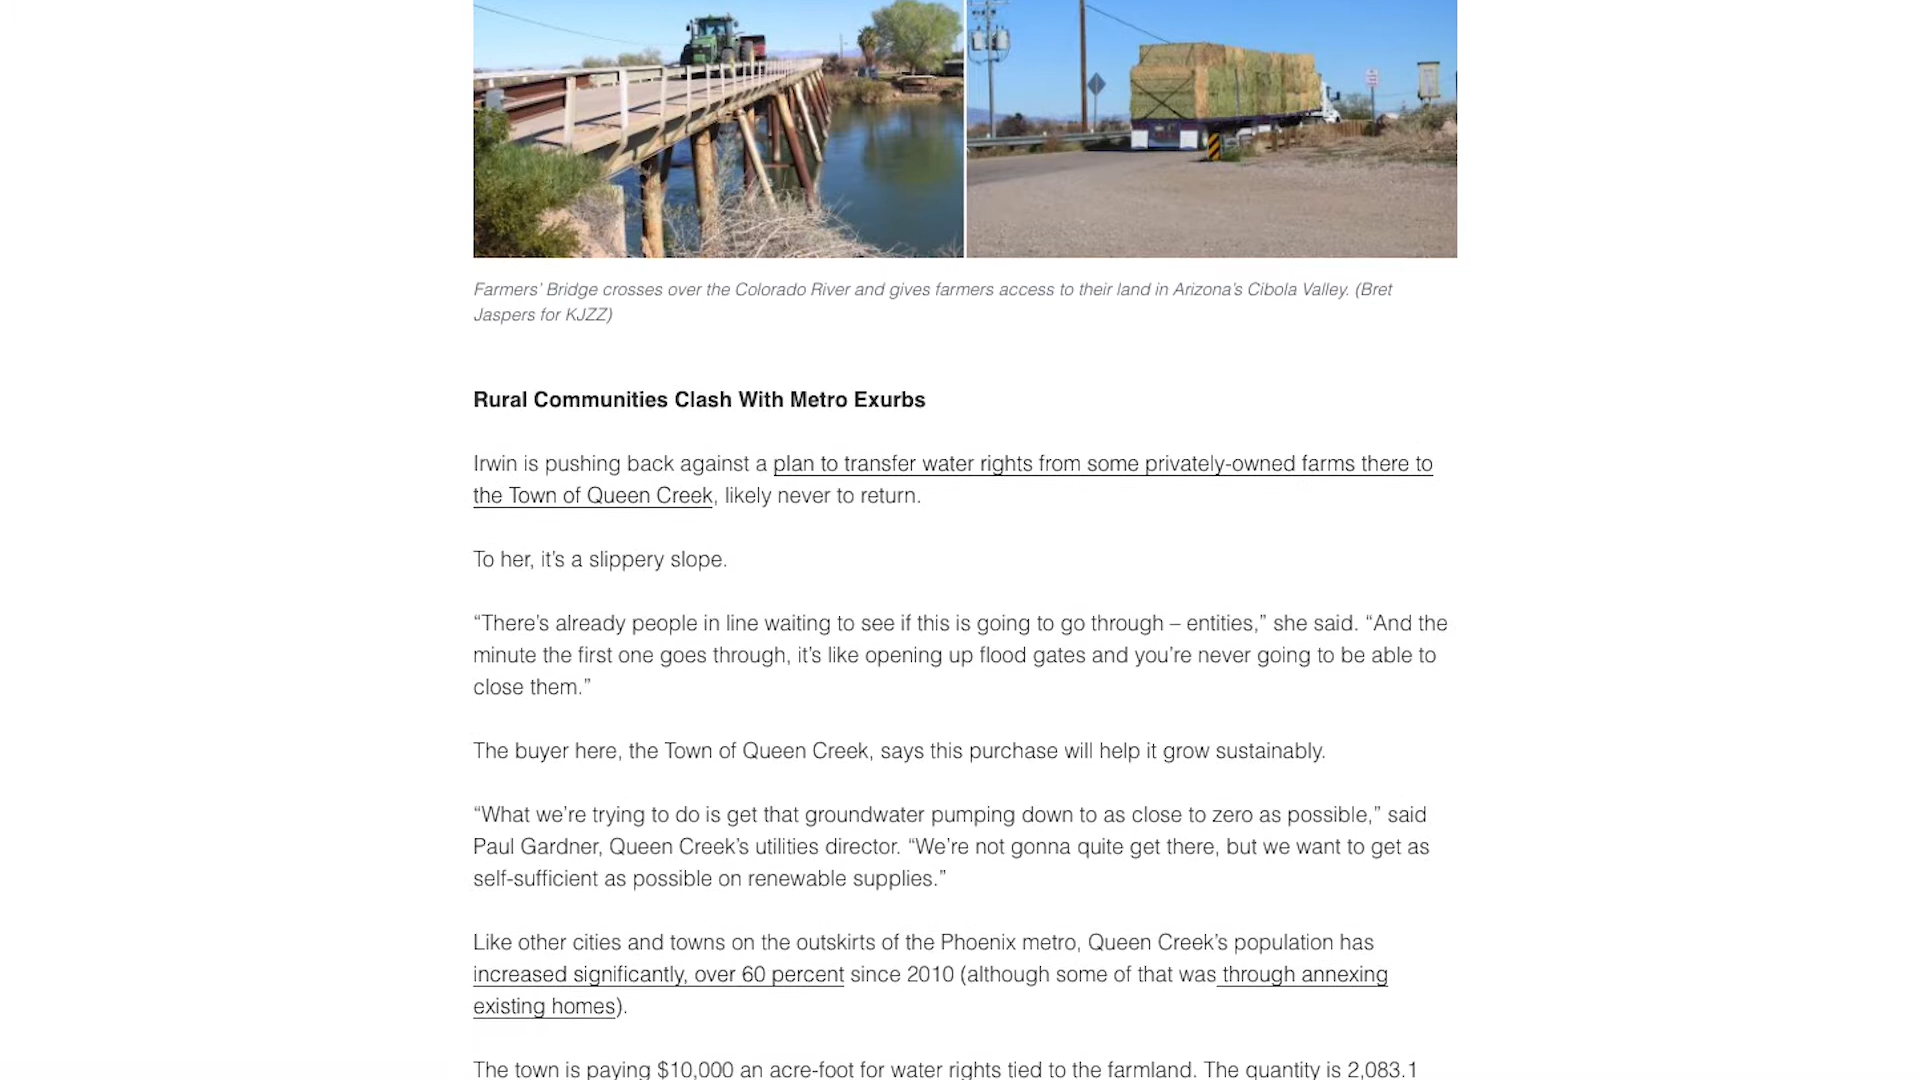 Farmers’ Bridge crosses over the Colorado River and gives farmers access to their land in Arizona’s Cibola Valley. (Bret
Jaspers for KJZZ)
Rural Communities Clash With Metro Exurbs
Irwin is pushing back against a plan to transfer water rights from some privately-owned farms there to
the Town of Queen Creek, likely never to return.
To her, it’s a slippery slope.
“There’s already people in line waiting to see if this is going to go through – entities,” she said. “And the
minute the first one goes through, it’s like opening up flood gates and you’re never going to be able to
close them.”
The buyer here, the Town of Queen Creek, says this purchase will help it grow sustainably.
“What we’re trying to do is get that groundwater pumping down to as close to zero as possible,” said
Paul Gardner, Queen Creek’s utilities director. “We’re not gonna quite get there, but we want to get as
self-sufficient as possible on renewable supplies.”
Like other cities and towns on the outskirts of the Phoenix metro, Queen Creek’s population has
increased significantly, over 60 percent since 2010 (although some of that was through annexing
existing homes).
The town is paying $10,000 an acre-foot for water rights tied to the farmland. The quantity is 2,083.1